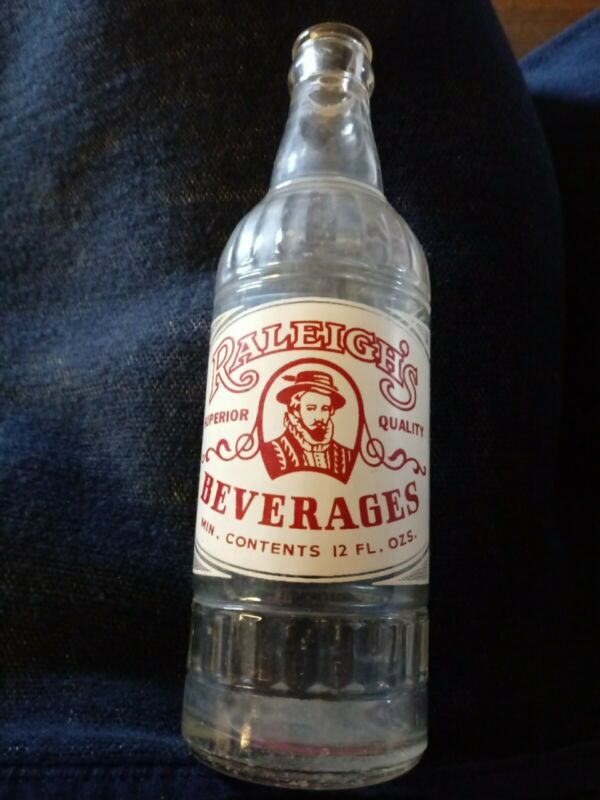 RALEIGH'S
SUPERIOR QUALITY
BEVERAGES
MIN. CONTENTS 12 FL. OZS.